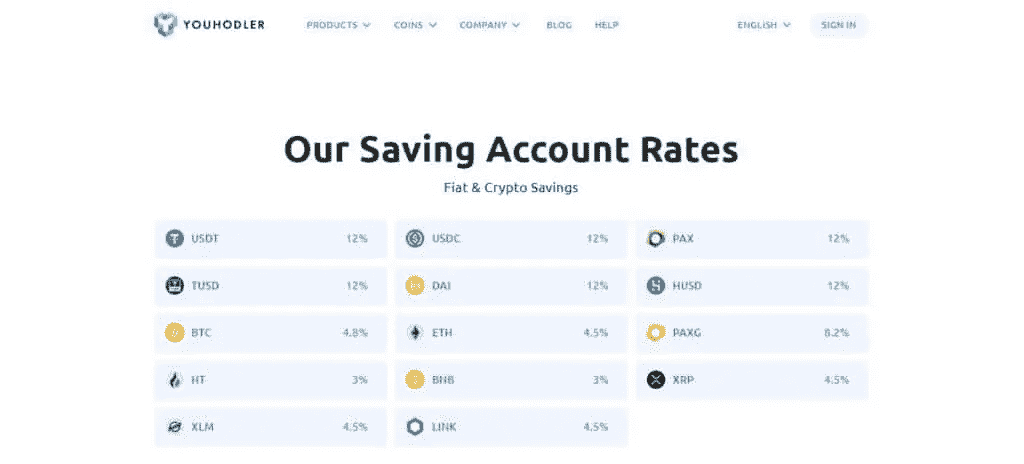 YOUHODLER PRODUCTS COINS COMPANY BLOG HELP ENGLISH SIGN IN
Our Saving Account Rates
Fiat & Crypto Savings
USDT 12% USDC 12% PAX 12%
TUSD 12% DAI 12% HUSD 12%
BTC 4.8% ETH 4.5% PAXG 8.2%
HT 3% BNB 3% XRP 4.5%
XLM 4.5% LINK 4.5%